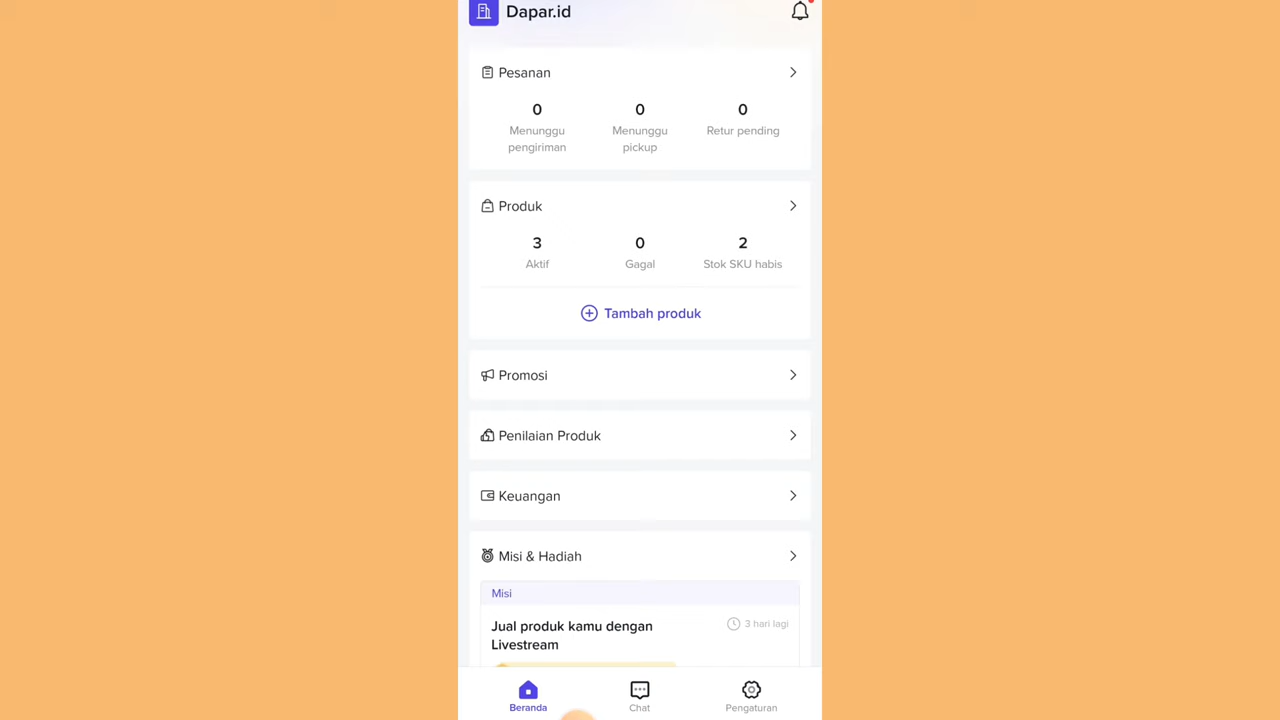 Dapar.id
Pesanan
0 0 0
Menunggu pengiriman
Menunggu pickup
Retur pending
Produk
3 0 2
Aktif Gagal Stok SKU habis
Tambah produk
Promosi
Penilaian Produk
Keuangan
Misi & Hadiah
Misi
Jual produk kamu dengan
Livestream
3 hari lagi
Beranda Chat Pengaturan